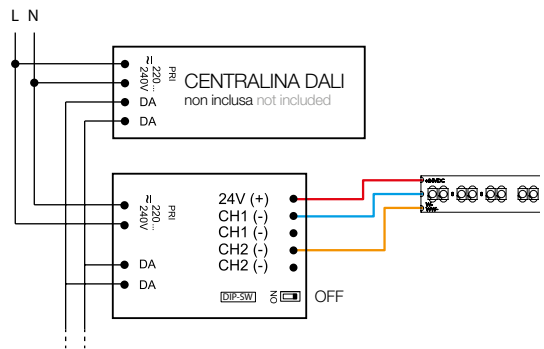 L N
PRI
220...
240V
DA
DA
CENTRALINA DALI
non inclusa not included
PRI
220...
240V
DA
DA
24V (+)
CH1 (-)
CH1 (-)
CH2 (-)
CH2 (-)
DIP-SW
ON
OFF